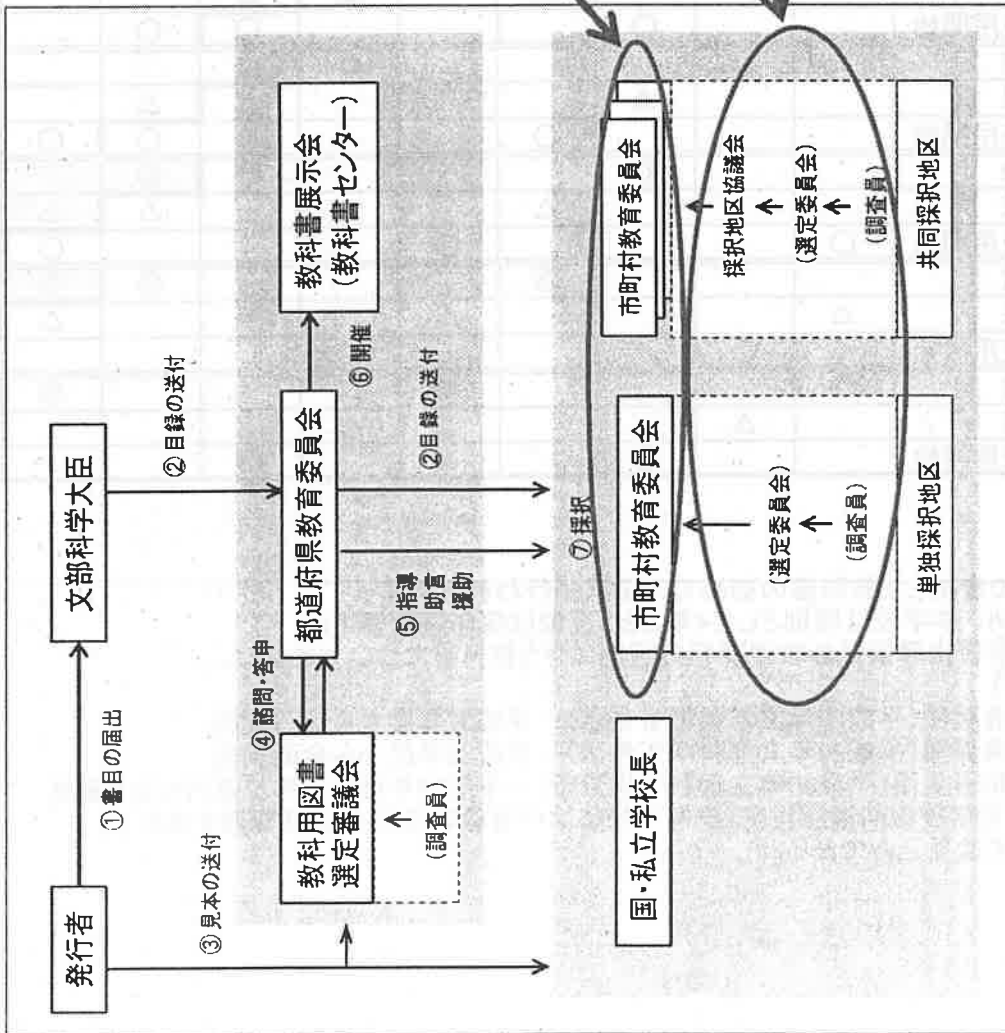 発行者
①書目の届出
文部科学大臣
②目録の送付
③見本の送付
教科用図書
選定審議会
(調査員)
④諮問・答申
都道府県教育委員会
⑤指導
助言
援助
⑥開催
②目録の送付
教科書展示会
(教科書センター)
⑦採択
国・私立学校長
市町村教育委員会
(選定委員会)
(調査員)
単独採択地区
市町村教育委員会
採択地区協議会
(選定委員会)
(調査員)
共同採択地区